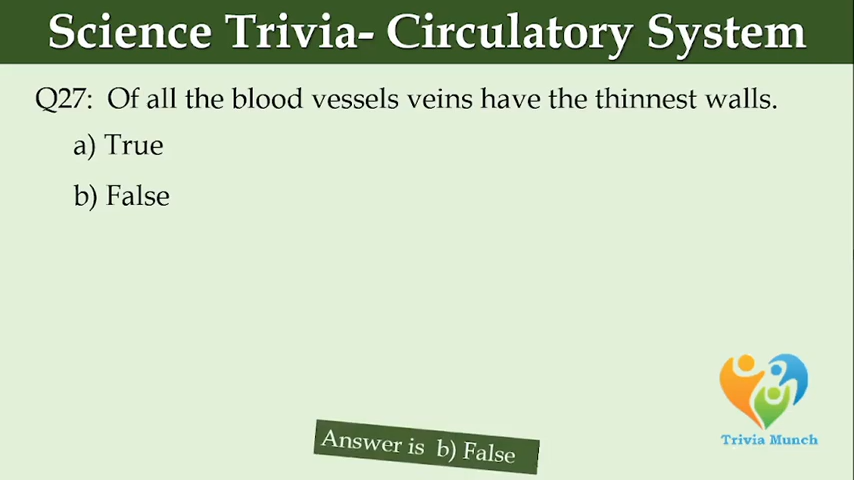 Science Trivia- Circulatory System
Q27: Of all the blood vessels veins have the thinnest walls.
a) True
b) False
Trivia Munch
Answer is b) False